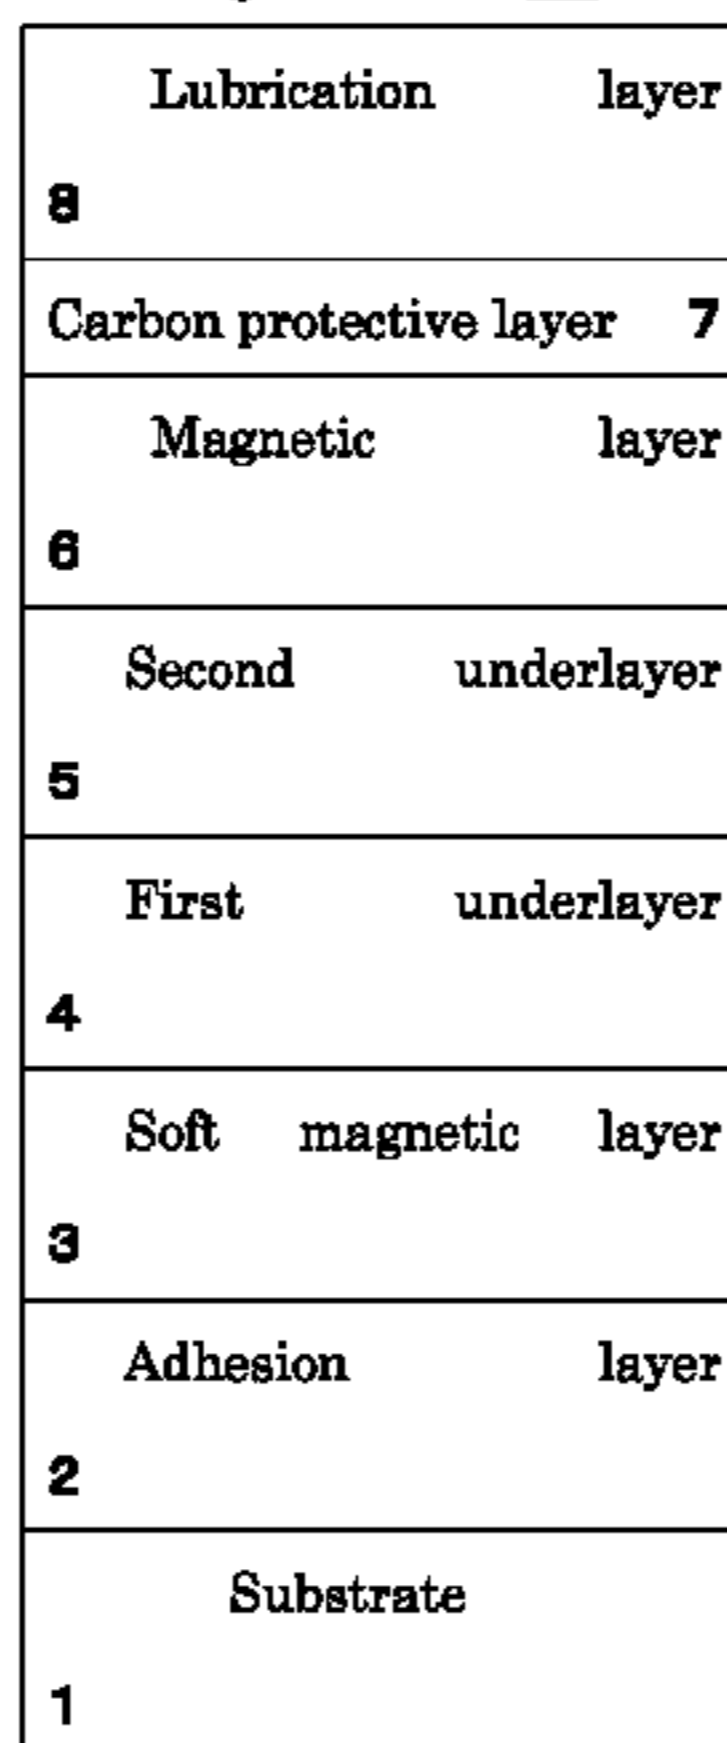 Lubrication layer
8
Carbon protective layer 7
Magnetic layer
6
Second underlayer
5
First underlayer
4
Soft magnetic layer
3
Adhesion layer
2
Substrate
1